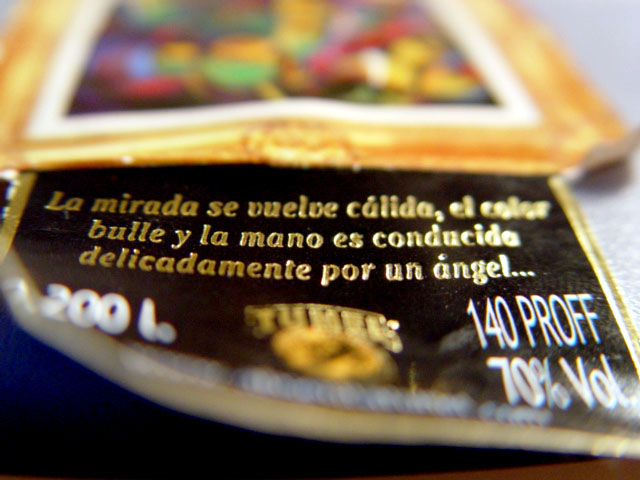 La mirada se vuelve cálida, el color
bulle y la mano es conducida
delicadamente por un ángel...
200 l.
TUNEL
140 PROFF
70% Vol.